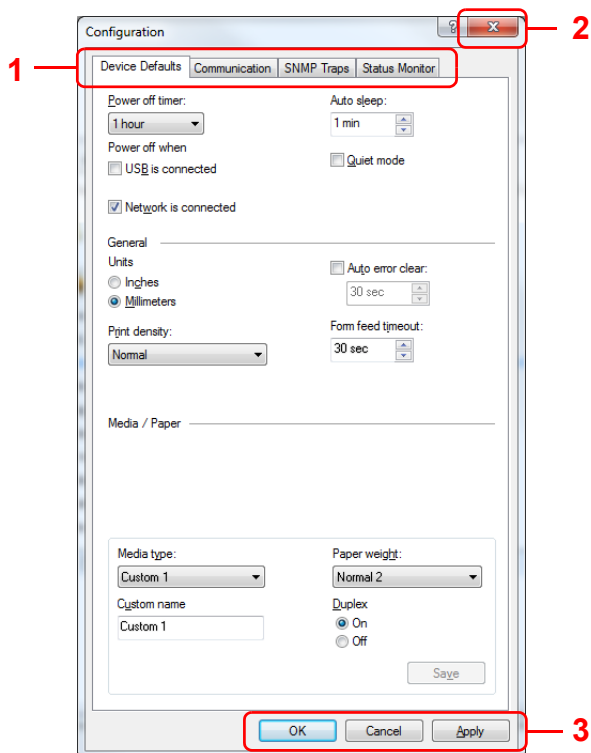 Configuration
?
x
2
1
Device Defaults Communication SNMP Traps Status Monitor
Power off timer:
Auto sleep:
1 hour
1 min
Power off when
USB is connected
Quiet mode
Network is connected
General
Units
Inches
Auto error clear:
30 sec
Millimeters
Print density:
Form feed timeout:
Normal
30 sec
Media / Paper
Media type:
Paper weight:
Custom 1
Normal 2
Custom name
Duplex
Custom 1
On
Off
Save
OK Cancel Apply
3